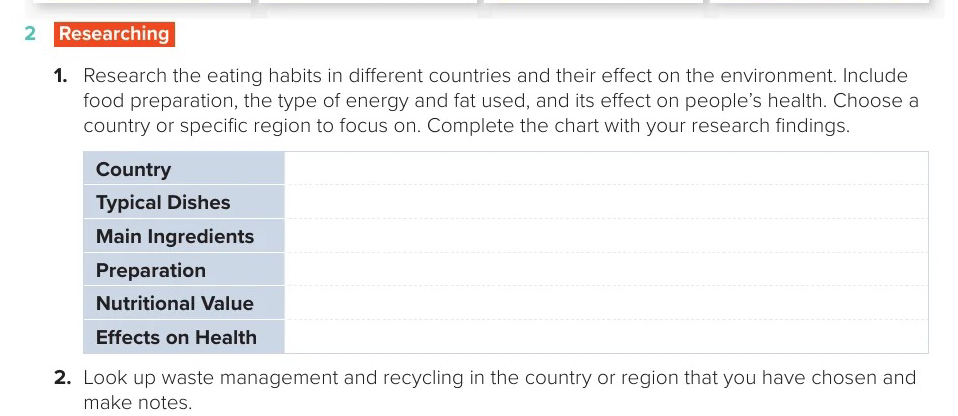 2 Researching
1. Research the eating habits in different countries and their effect on the environment. Include
food preparation, the type of energy and fat used, and its effect on people’s health. Choose a
country or specific region to focus on. Complete the chart with your research findings.
Country
Typical Dishes
Main Ingredients
Preparation
Nutritional Value
Effects on Health
2. Look up waste management and recycling in the country or region that you have chosen and
make notes.